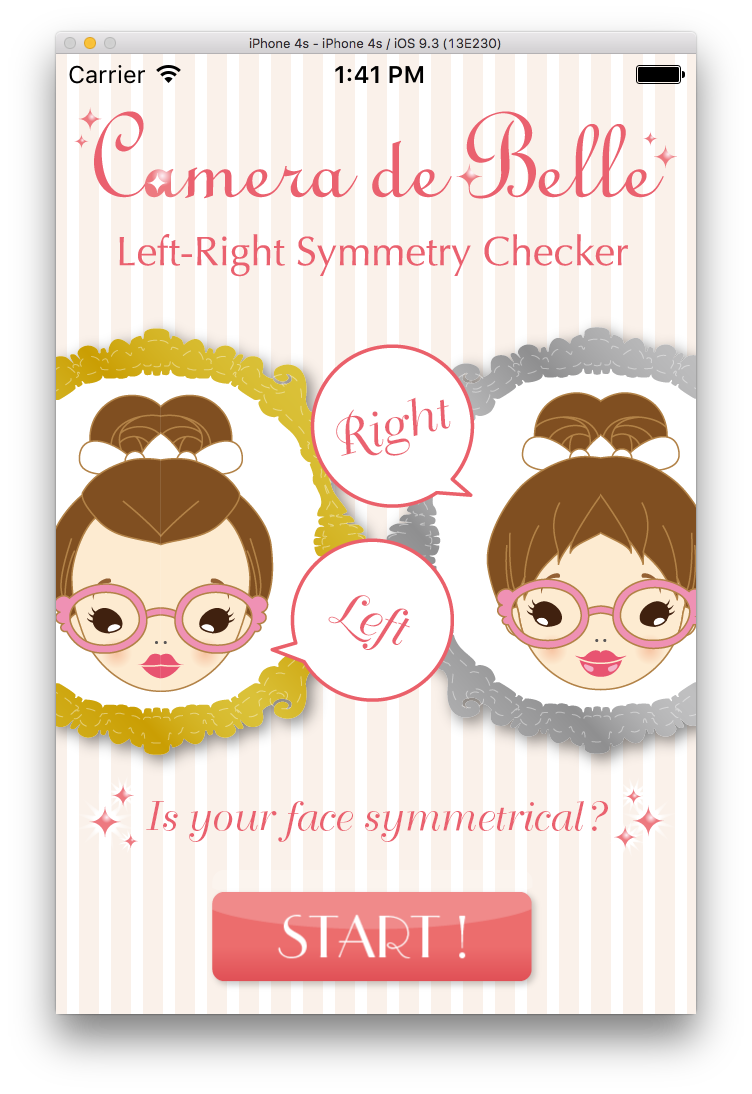 iPhone 4s - iPhone 4s / iOS 9.3 (13E230)
Carrier 1:41 PM
Camera de Belle
Left-Right Symmetry Checker
Right
Left
Is your face symmetrical?
START !